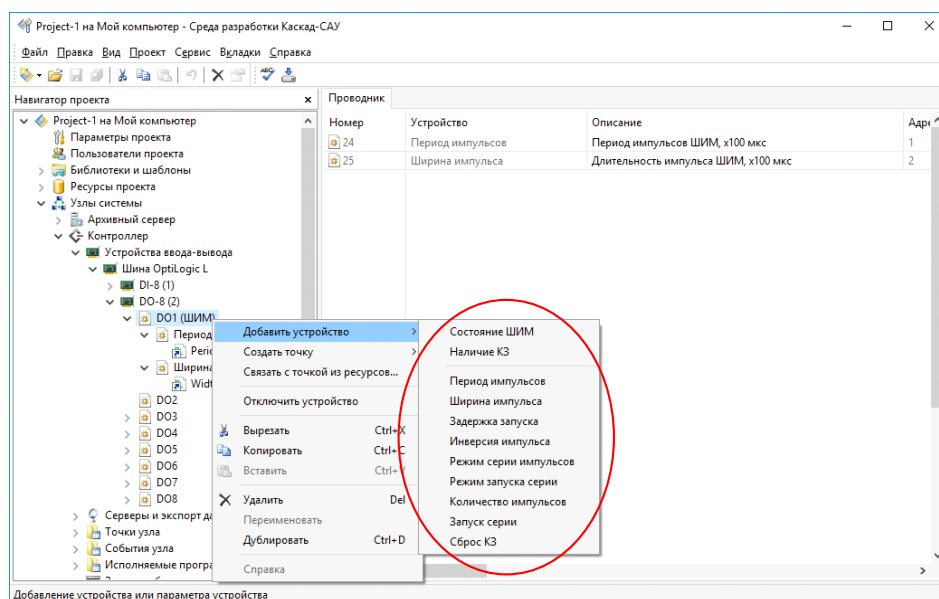 Project-1 на Мой компьютер - Среда разработки Каскад-САУ
Файл Правка Вид Проект Сервис Вкладки Справка
Навигатор проекта
Проводник
Project-1 на Мой компьютер
Параметры проекта
Пользователи проекта
Библиотеки и шаблоны
Ресурсы проекта
Узлы системы
Архивный сервер
Контроллер
Устройства ввода-вывода
Шина OptiLogic L
DI-8 (1)
DO-8 (2)
DO1 (ШИМ)
Период
Peric
Ширина
Widt
DO2
DO3
DO4
DO5
DO6
DO7
DO8
Серверы и экспорт да
Точки узла
События узла
Исполняемые програ
Номер Устройство Описание Адре
24 Период импульсов Период импульсов ШИМ, x100 мкс 1
25 Ширина импульса Длительность импульса ШИМ, x100 мкс 2
Добавить устройство
Создать точку
Связать с точкой из ресурсов...
Отключить устройство
Вырезать Ctrl+X
Копировать Ctrl+C
Вставить Ctrl+V
Удалить Del
Переименовать
Дублировать Ctrl+D
Справка
Состояние ШИМ
Наличие КЗ
Период импульсов
Ширина импульса
Задержка запуска
Инверсия импульса
Режим серии импульсов
Режим запуска серии
Количество импульсов
Запуск серии
Сброс КЗ
Добавление устройства или параметра устройства